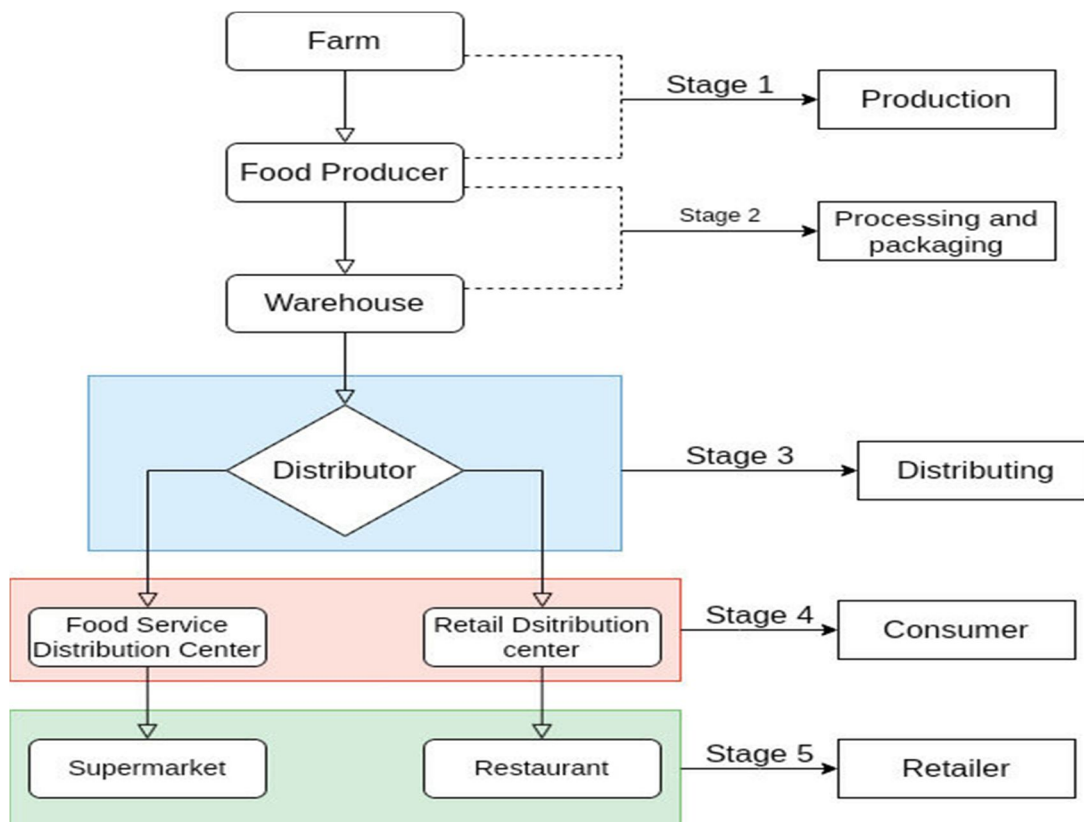 Farm
Stage 1
Production
Food Producer
Stage 2
Processing and
packaging
Warehouse
Distributor
Stage 3
Distributing
Food Service
Distribution Center
Retail Dsitribution
center
Stage 4
Consumer
Supermarket
Restaurant
Stage 5
Retailer